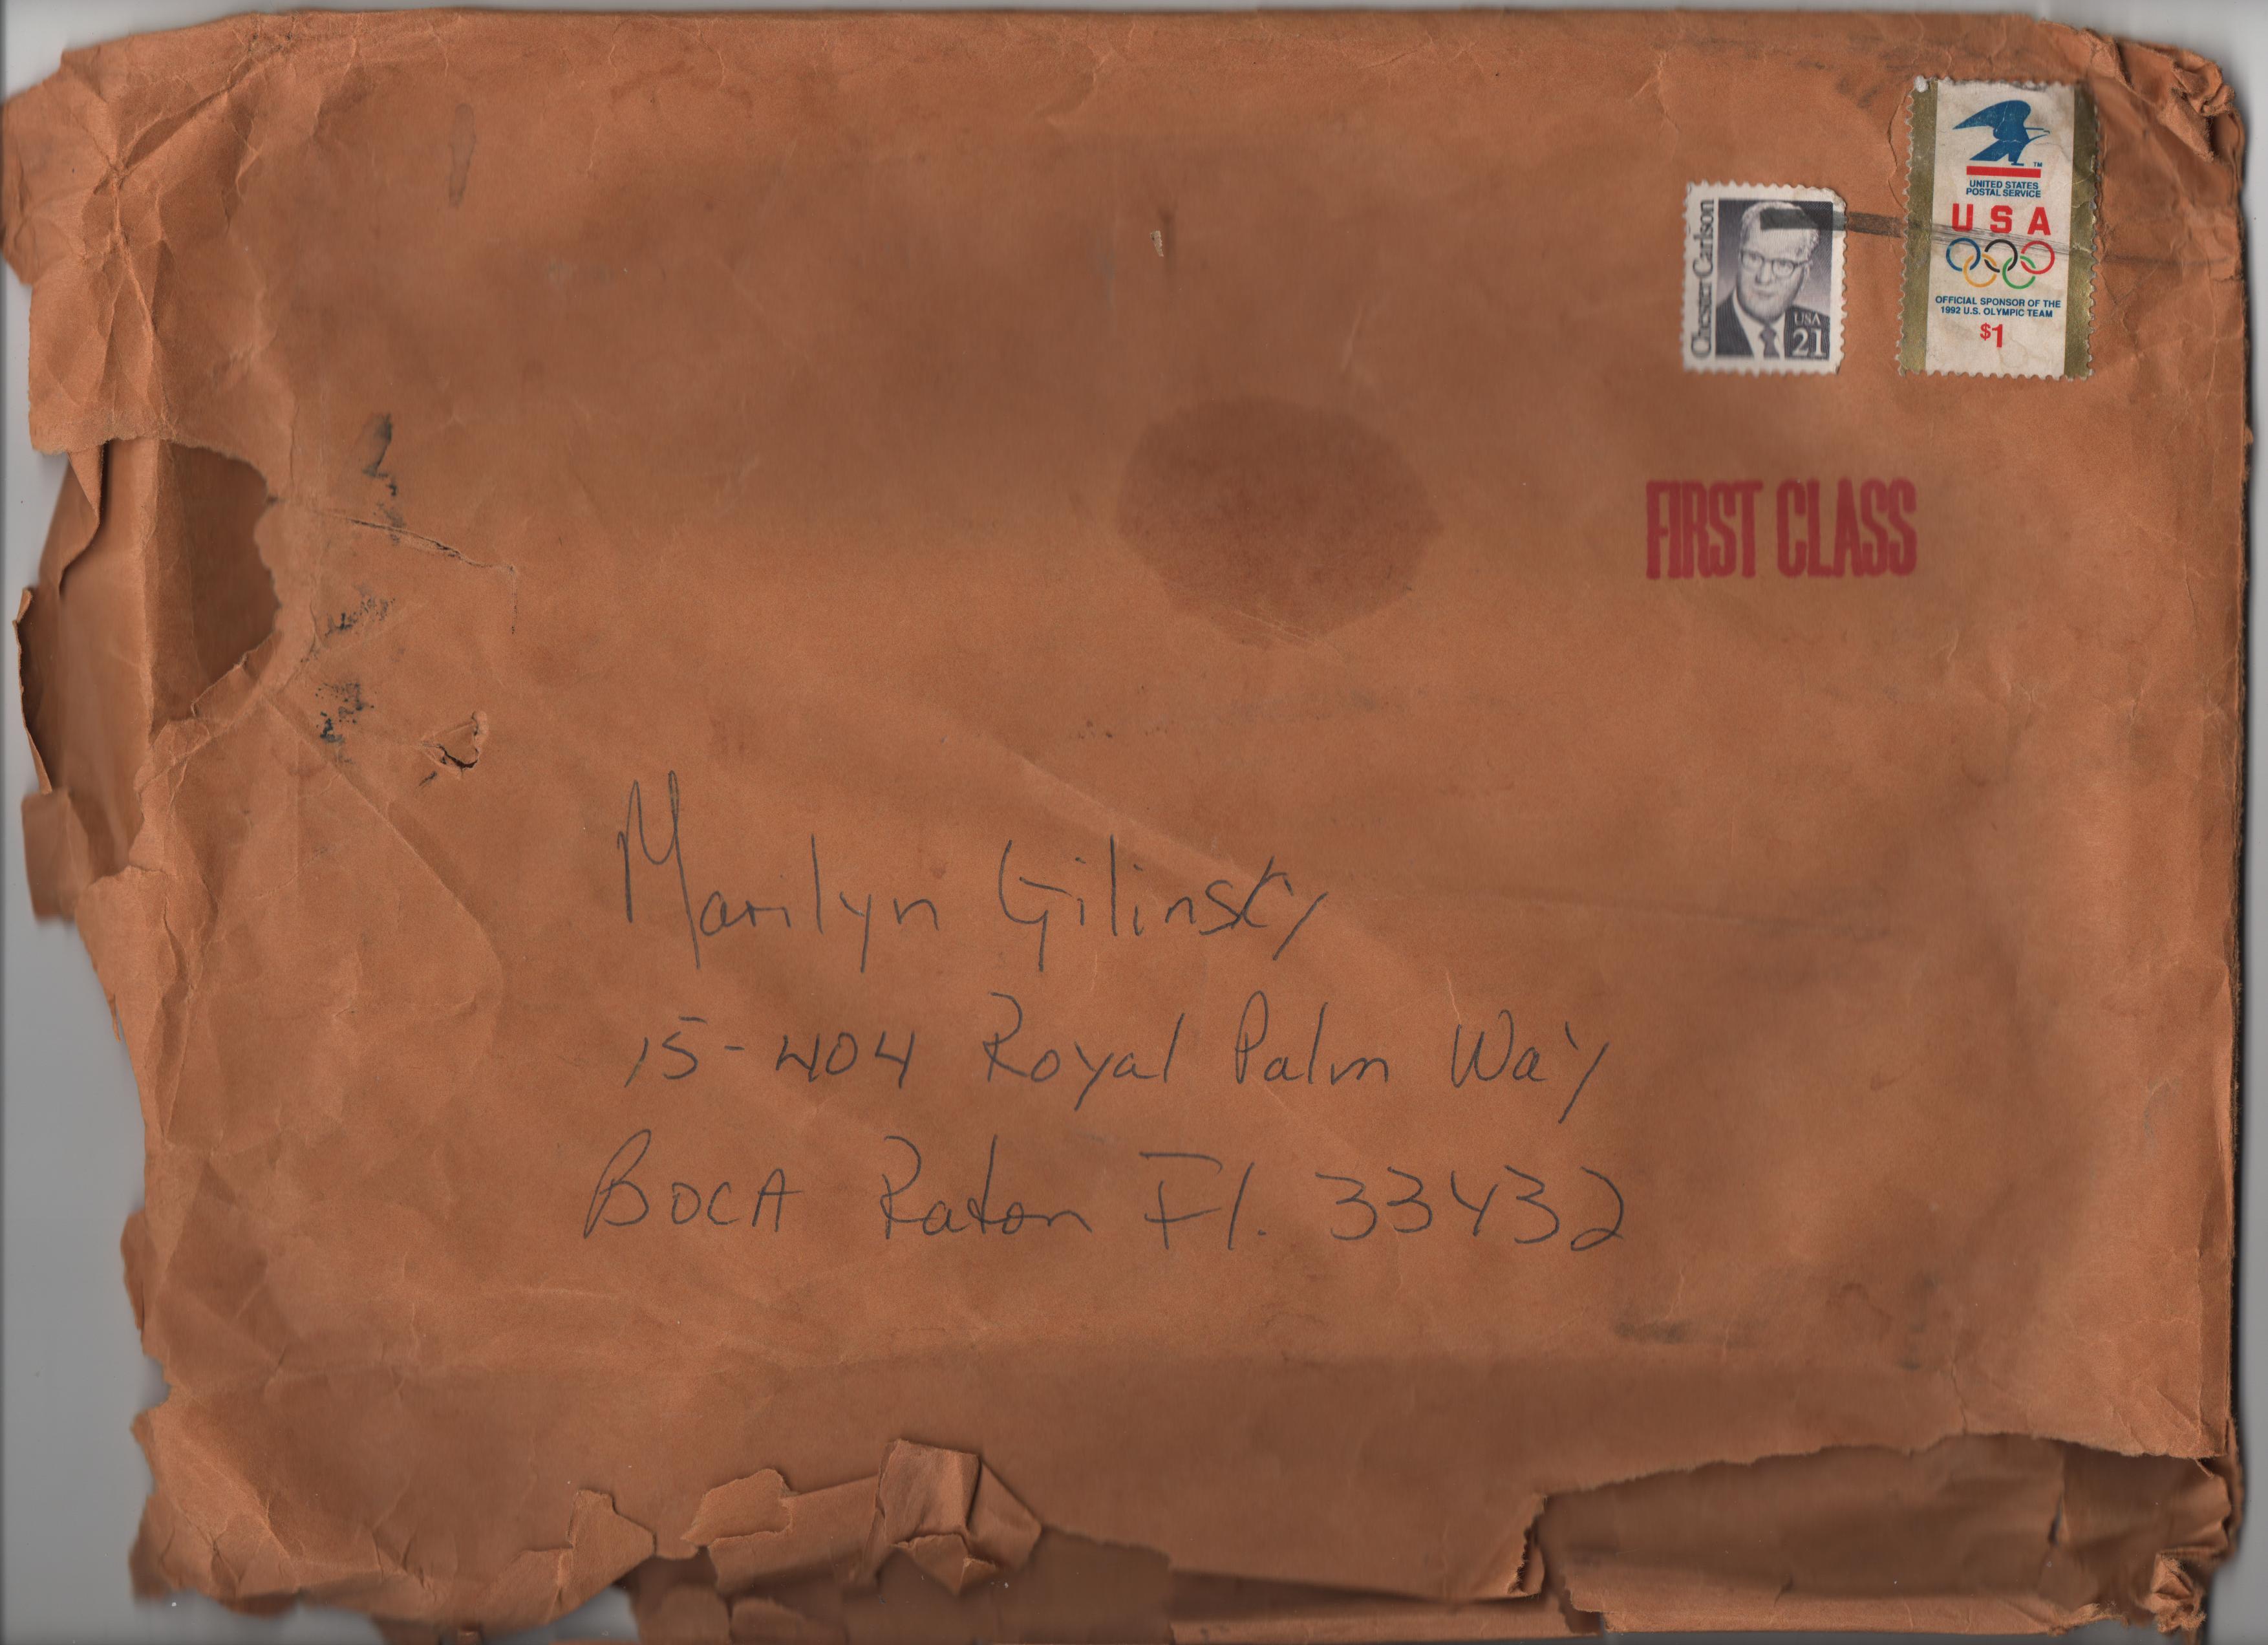 Chester Carlson
USA
21
TM
UNITED STATES
POSTAL SERVICE
USA
OFFICIAL SPONSOR OF THE
1992 U.S. OLYMPIC TEAM
$1
FIRST CLASS
Marilyn Gilinsky
15-404 Royal Palm Way
BOCA Raton Fl. 33432